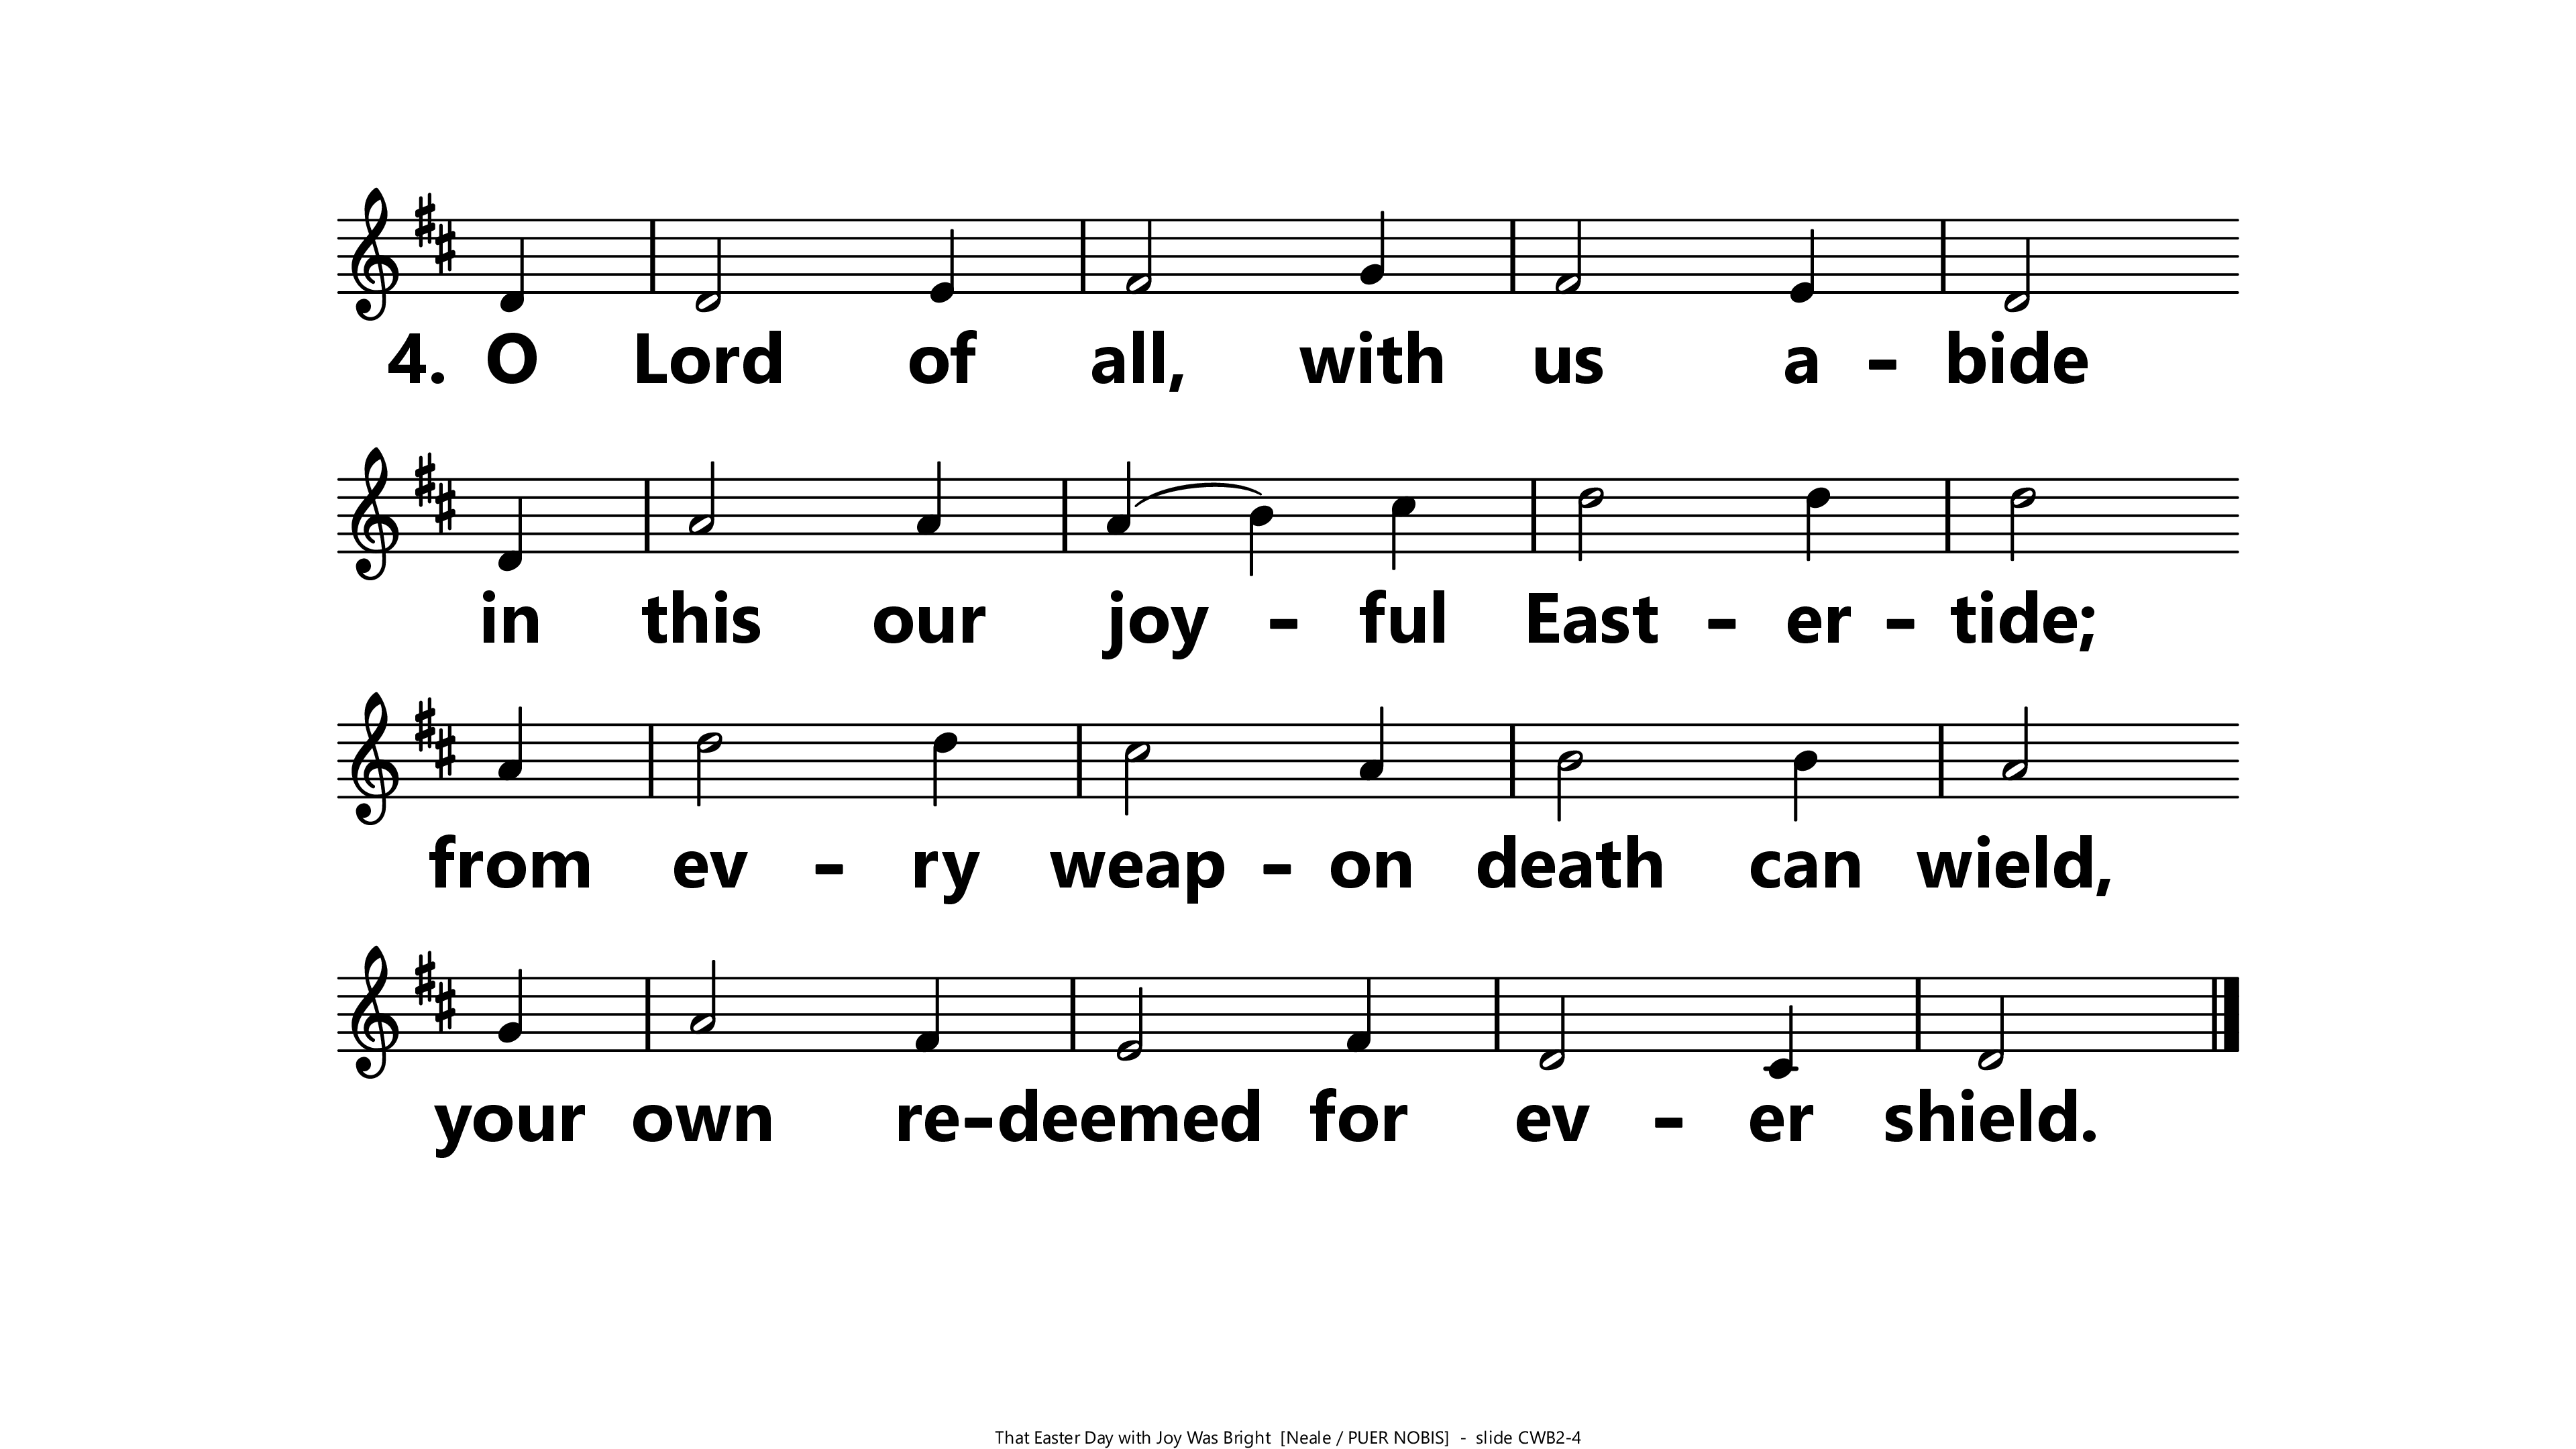 4. O Lord of all, with us a - bide
in this our joy - ful East - er - tide;
from ev - ry weap - on death can wield,
your own re-deemed for ev - er shield.
That Easter Day with Joy Was Bright [Neale / PUER NOBIS] - slide CWB2-4